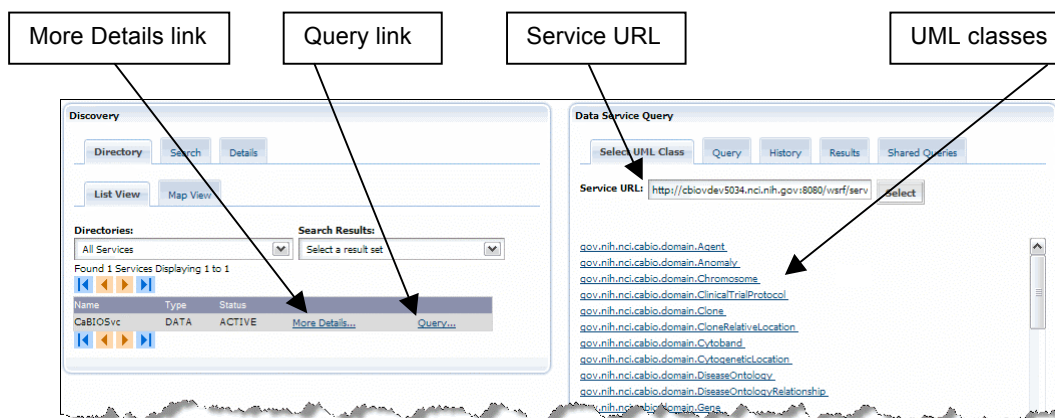 More Details link
Query link
Service URL
UML classes
Discovery
Directory Search Details
List View Map View
Directories: Search Results:
All Services Select a result set
Found 1 Services Displaying 1 to 1
Name Type Status
CaBIOSvc DATA ACTIVE More Details... Query...
Data Service Query
Select UML Class Query History Results Shared Queries
Service URL: http://cbiovdev5034.nci.nih.gov:8080/wsrf/serv Select
gov.nih.nci.cabio.domain.Agent
gov.nih.nci.cabio.domain.Anomaly
gov.nih.nci.cabio.domain.Chromosome
gov.nih.nci.cabio.domain.ClinicalTrialProtocol
gov.nih.nci.cabio.domain.Clone
gov.nih.nci.cabio.domain.CloneRelativeLocation
gov.nih.nci.cabio.domain.Cytoband
gov.nih.nci.cabio.domain.CytogeneticLocation
gov.nih.nci.cabio.domain.DiseaseOntology
gov.nih.nci.cabio.domain.DiseaseOntologyRelationship
gov.nih.nci.cabio.domain.Gene